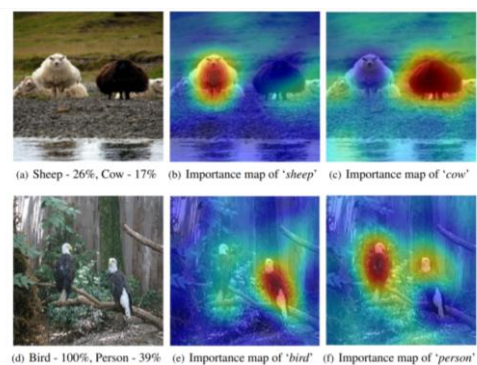 (a) Sheep - 26%, Cow - 17%
(b) Importance map of 'sheep'
(c) Importance map of 'cow'
(d) Bird - 100%, Person - 39%
(e) Importance map of 'bird'
(f) Importance map of 'person'